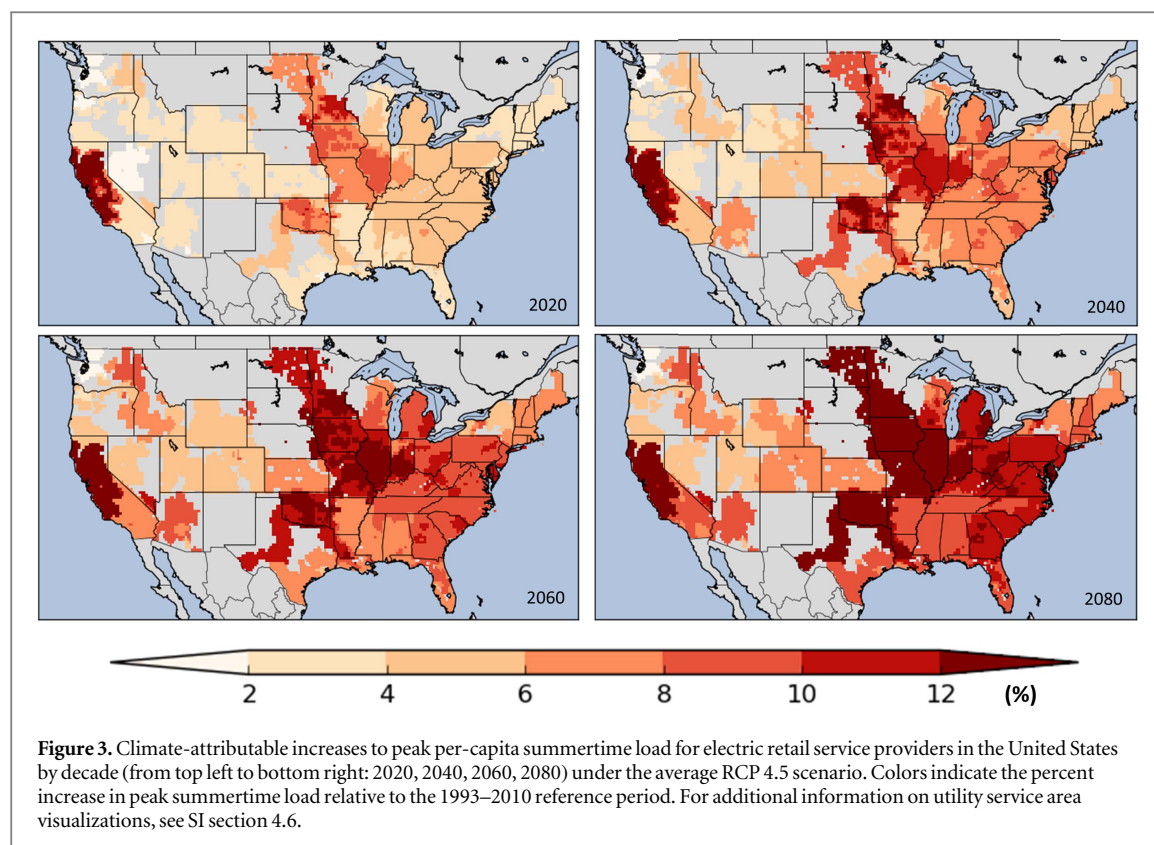 2020
2040
2060
2080
2 4 6 8 10 12 (%)
Figure 3. Climate-attributable increases to peak per-capita summertime load for electric retail service providers in the United States
by decade (from top left to bottom right: 2020, 2040, 2060, 2080) under the average RCP 4.5 scenario. Colors indicate the percent
increase in peak summertime load relative to the 1993–2010 reference period. For additional information on utility service area
visualizations, see SI section 4.6.